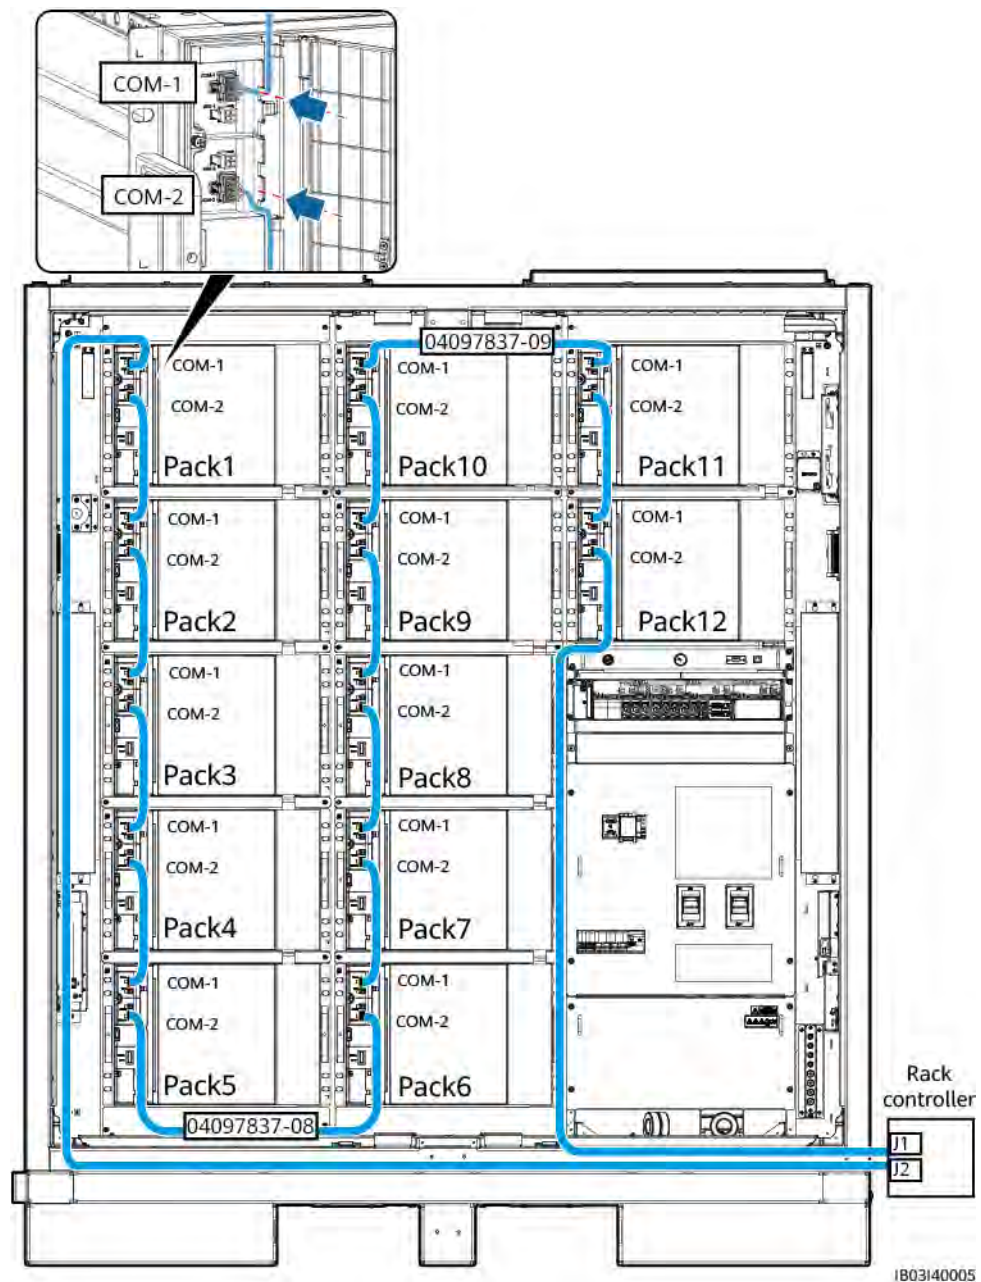 COM-1
COM-2
04097837-09
COM-1
COM-2
Pack1
COM-1
COM-2
Pack10
COM-1
COM-2
Pack11
COM-1
COM-2
Pack2
COM-1
COM-2
Pack9
COM-1
COM-2
Pack12
COM-1
COM-2
Pack3
COM-1
COM-2
Pack8
COM-1
COM-2
Pack4
COM-1
COM-2
Pack7
COM-1
COM-2
Pack5
COM-1
COM-2
Pack6
04097837-08
Rack
controller
J1
J2
IB03I40005